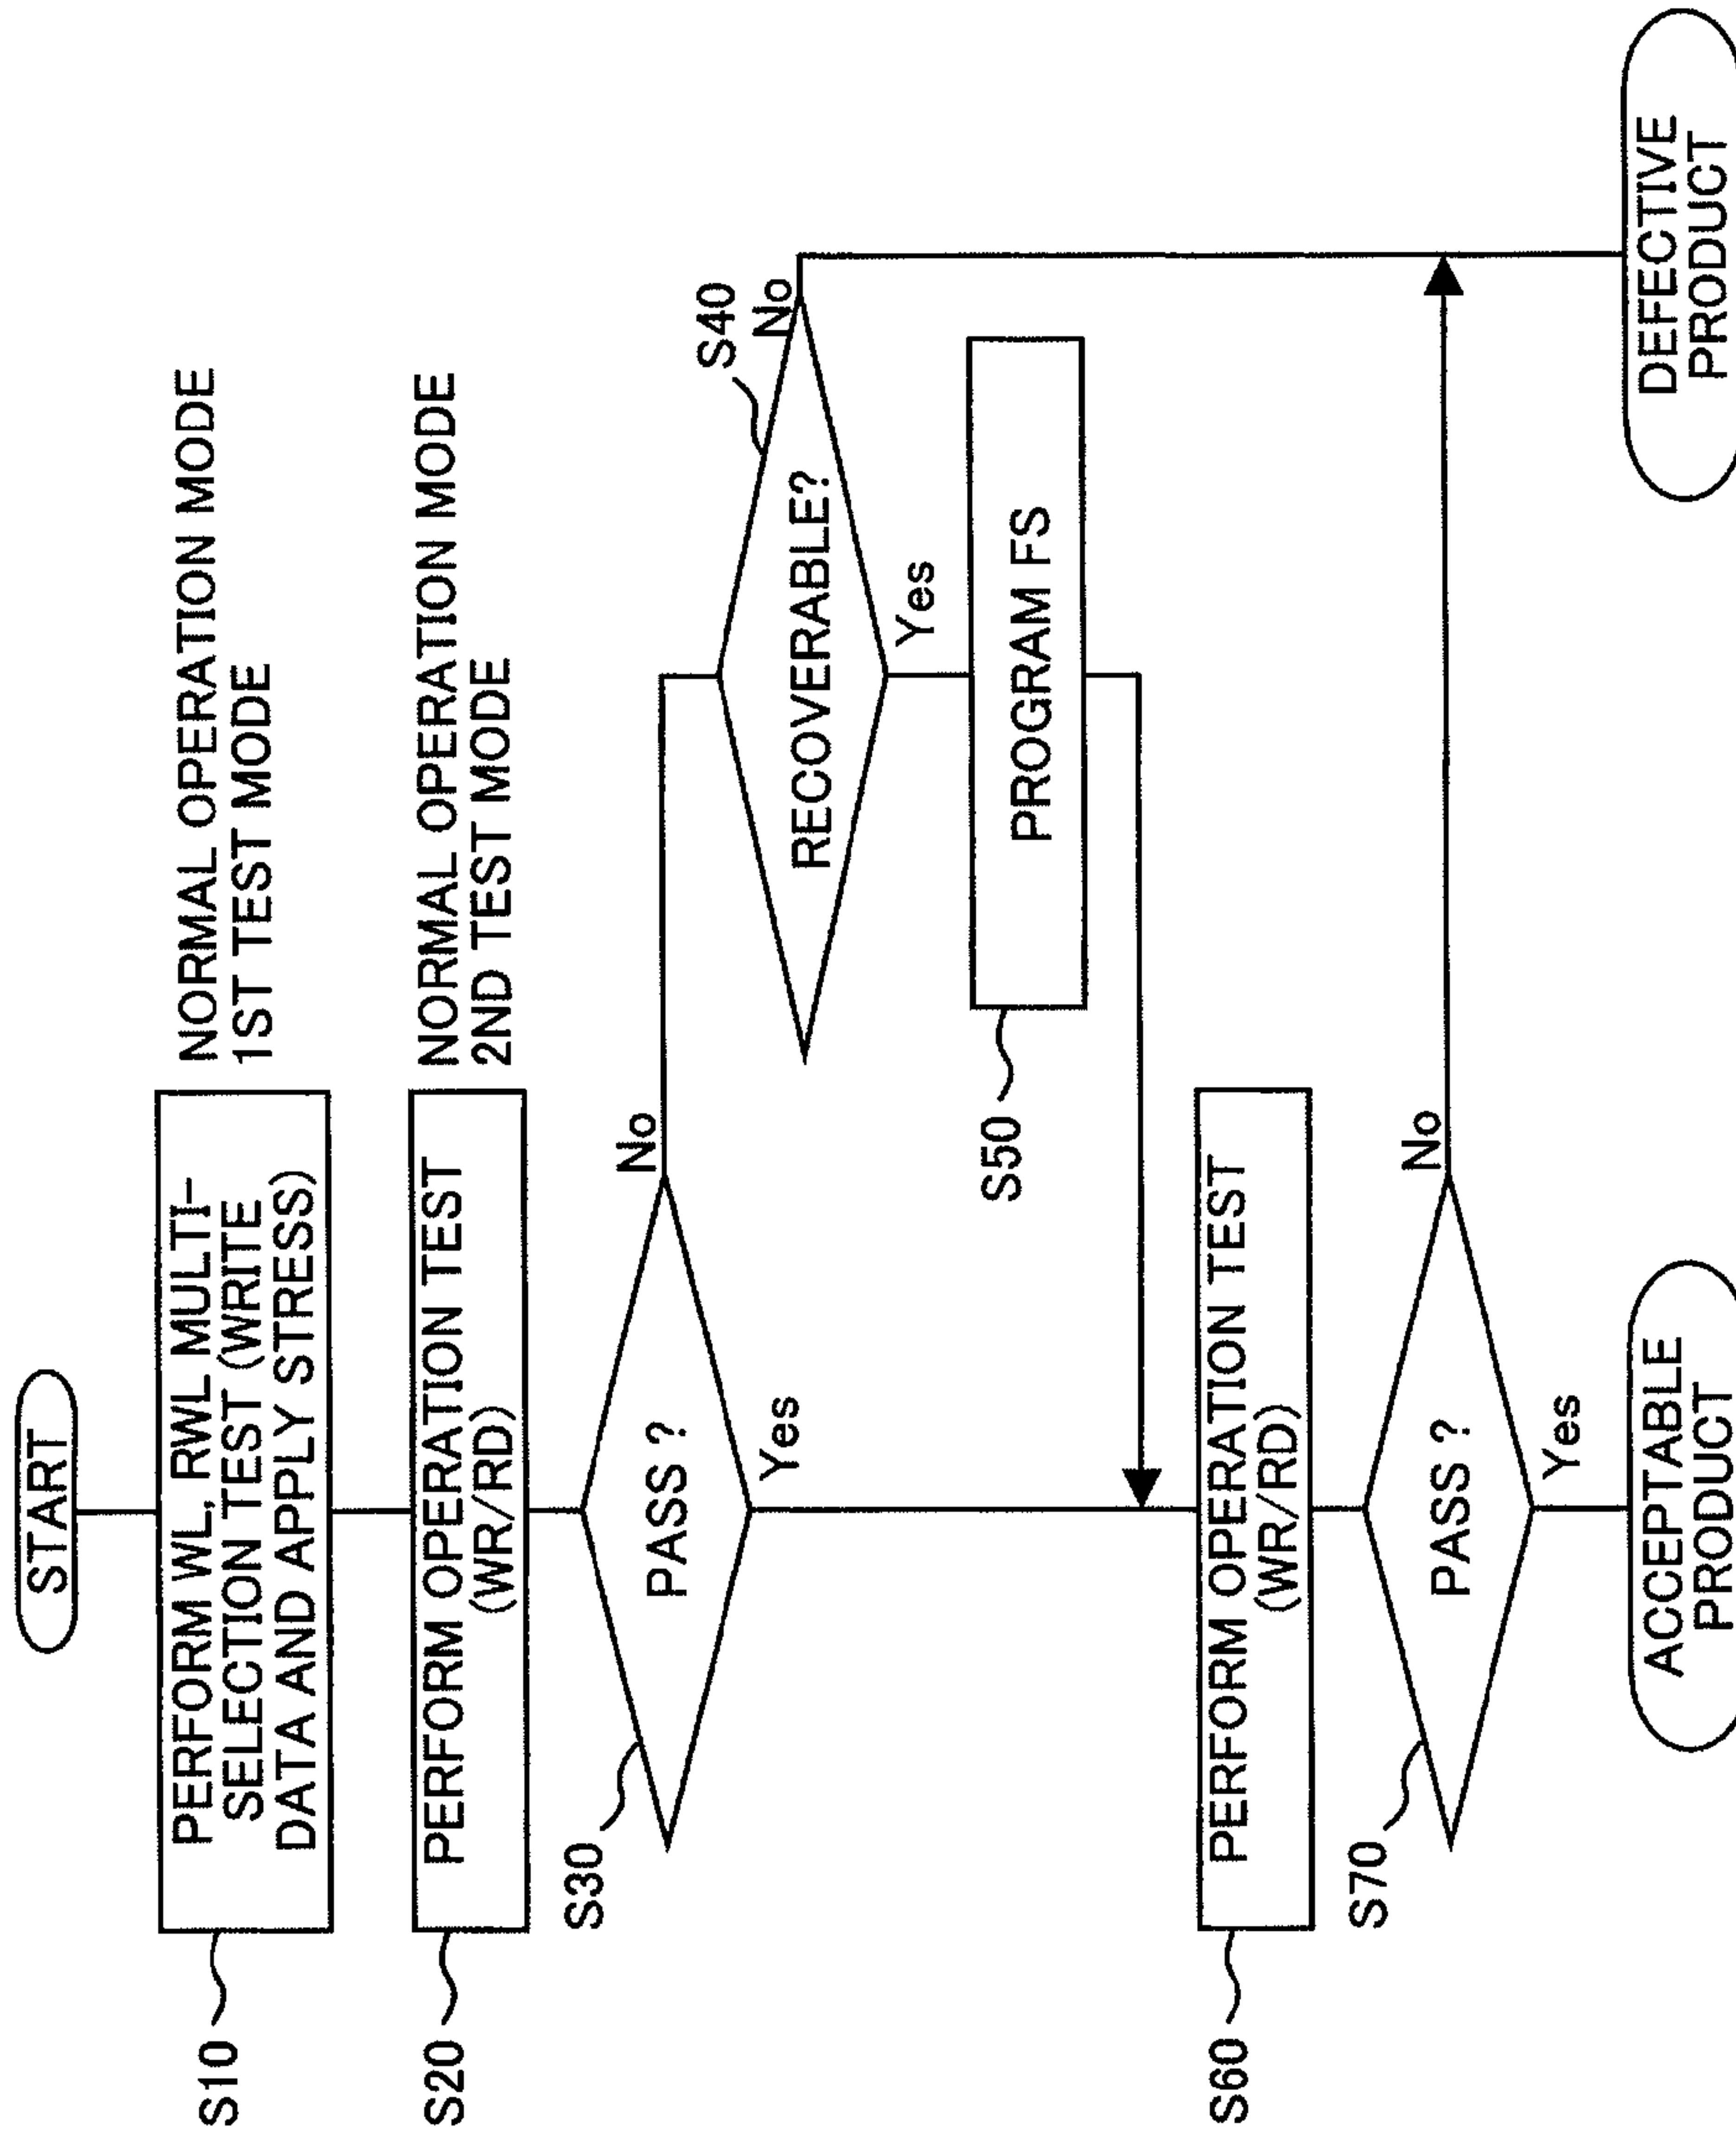 START
S10
PERFORM WL, RWL MULTI-
SELECTION TEST (WRITE
DATA AND APPLY STRESS)
NORMAL OPERATION MODE
1ST TEST MODE
S20
PERFORM OPERATION TEST
(WR/RD)
NORMAL OPERATION MODE
2ND TEST MODE
S30
PASS ?
No
Yes
S40
RECOVERABLE?
No
Yes
S50
PROGRAM FS
S60
PERFORM OPERATION TEST
(WR/RD)
S70
PASS ?
No
Yes
ACCEPTABLE
PRODUCT
DEFECTIVE
PRODUCT